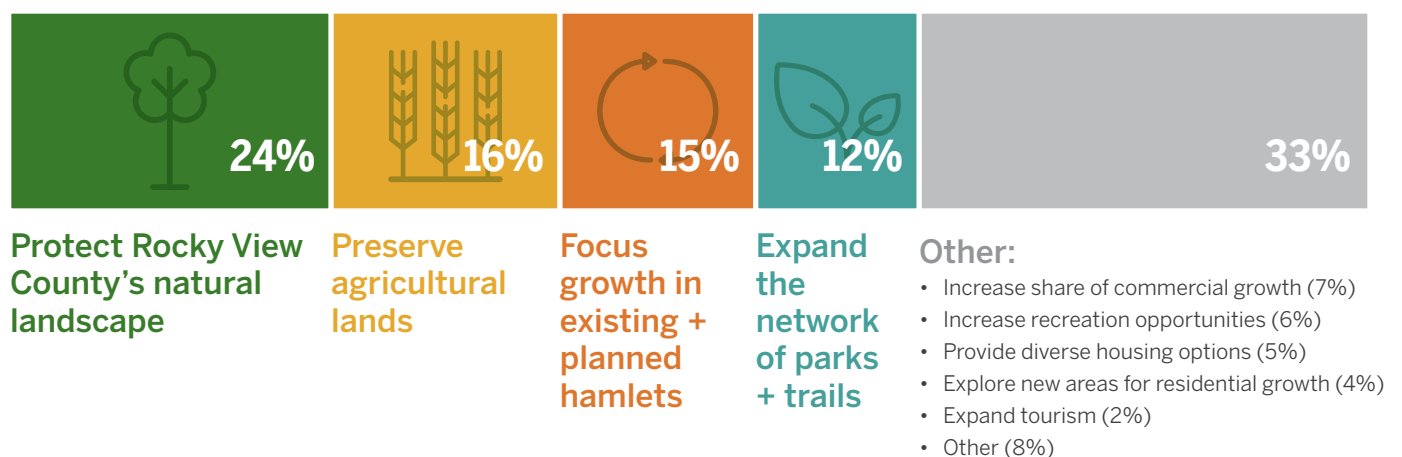 24%
16%
15%
12%
33%
Protect Rocky View
County’s natural
landscape
Preserve
agricultural
lands
Focus
growth in
existing +
planned
hamlets
Expand
the
network
of parks
+ trails
Other:
• Increase share of commercial growth (7%)
• Increase recreation opportunities (6%)
• Provide diverse housing options (5%)
• Explore new areas for residential growth (4%)
• Expand tourism (2%)
• Other (8%)